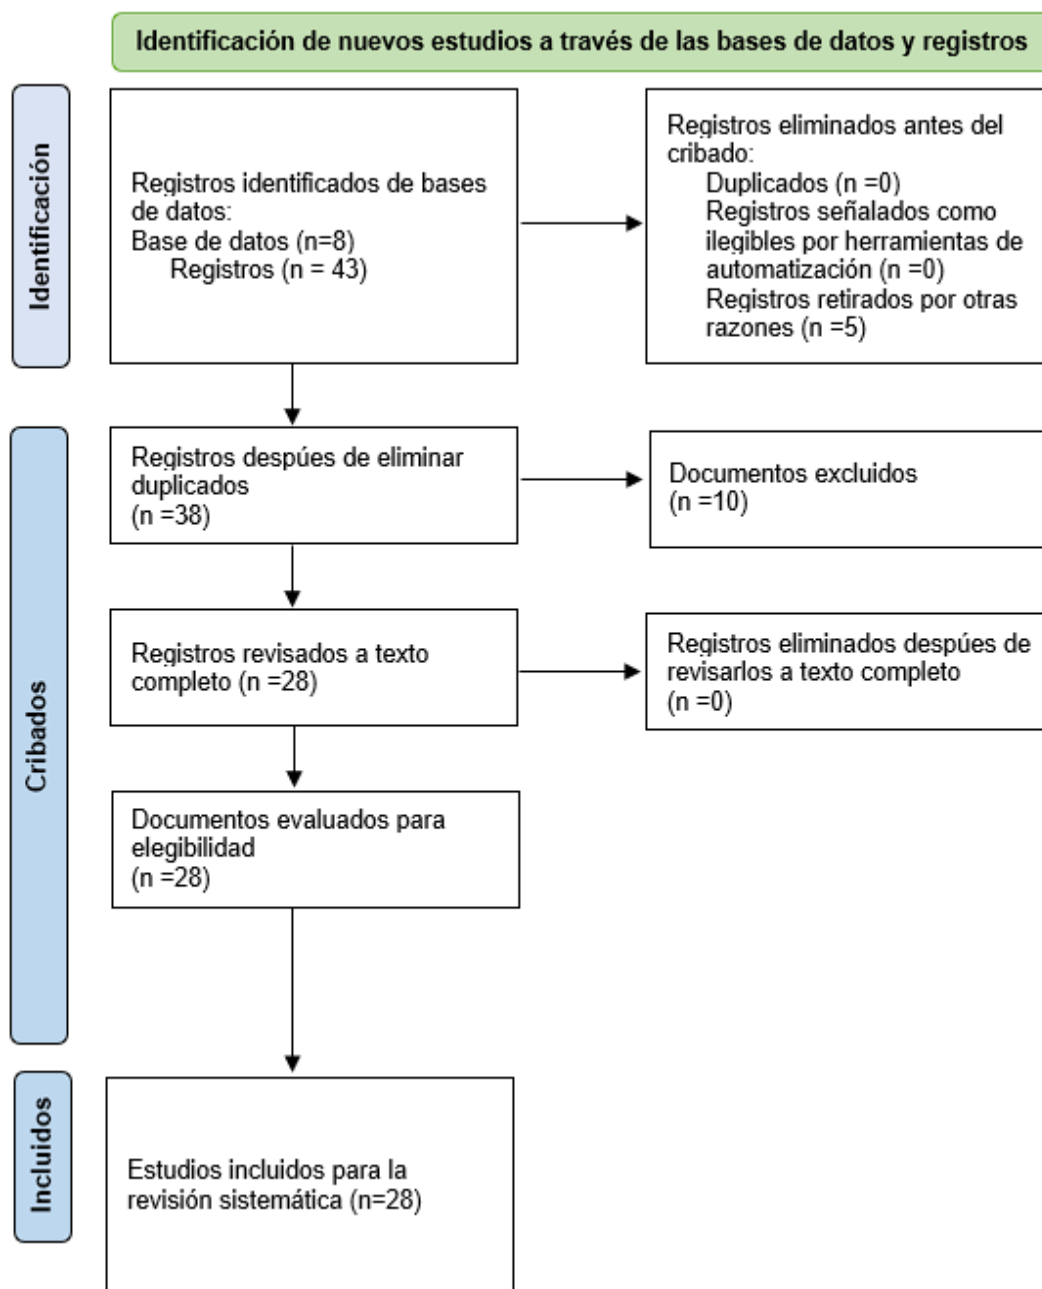 Identificación de nuevos estudios a través de las bases de datos y registros
Identificación
Registros identificados de bases
de datos:
Base de datos (n=8)
Registros (n = 43)
Registros eliminados antes del
cribado:
Duplicados (n =0)
Registros señalados como
ilegibles por herramientas de
automatización (n =0)
Registros retirados por otras
razones (n =5)
Cribados
Registros despúes de eliminar
duplicados
(n =38)
Documentos excluidos
(n =10)
Registros revisados a texto
completo (n =28)
Registros eliminados despúes de
revisarlos a texto completo
(n =0)
Documentos evaluados para
elegibilidad
(n =28)
Incluidos
Estudios incluidos para la
revisión sistemática (n=28)